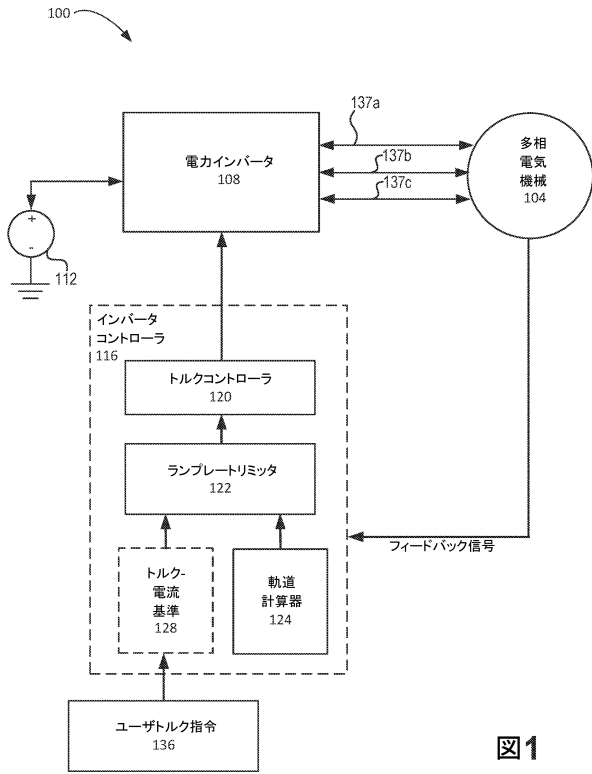 100
137a
電力インバータ
108
137b
137c
多相
電気
機械
104
+
-
112
インバータ
コントローラ
116
トルクコントローラ
120
ランプレートリミッタ
122
フィードバック信号
トルク-
電流
基準
128
軌道
計算器
124
ユーザトルク指令
136
図1